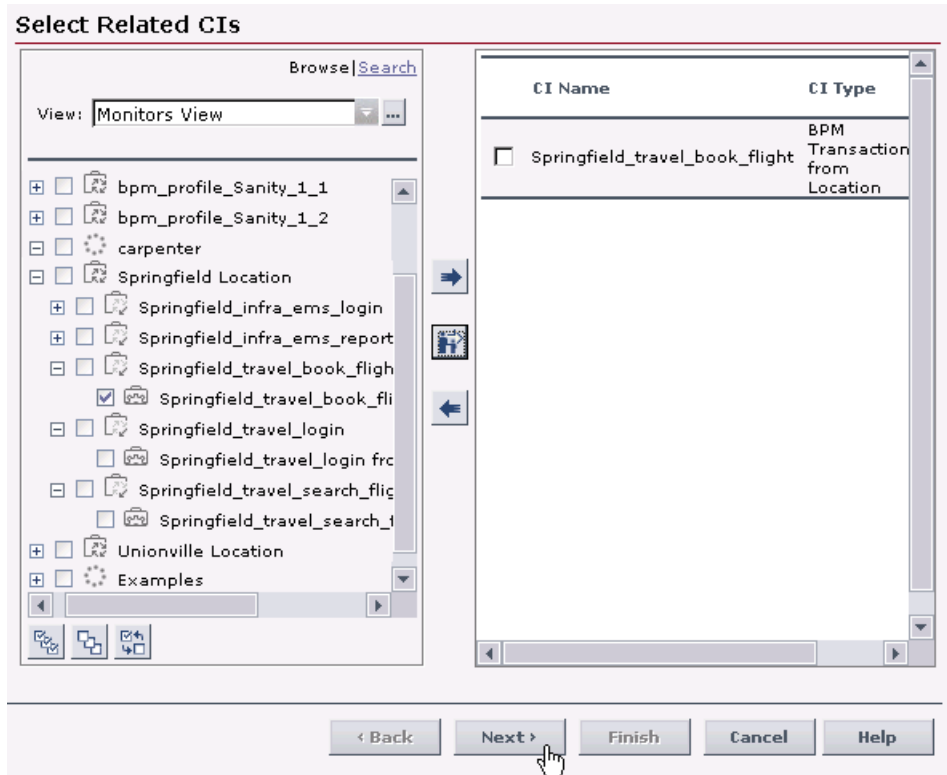 Select Related CIs
Browse|Search
View: Monitors View
...
bpm_profile_Sanity_1_1
bpm_profile_Sanity_1_2
carpenter
Springfield Location
Springfield_infra_ems_login
Springfield_infra_ems_report
Springfield_travel_book_fligh
Springfield_travel_book_fli
Springfield_travel_login
Springfield_travel_login frc
Springfield_travel_search_flig
Springfield_travel_search_f
Unionville Location
Examples
CI Name CI Type
Springfield_travel_book_flight BPM
Transaction
from
Location
‹ Back Next › Finish Cancel Help